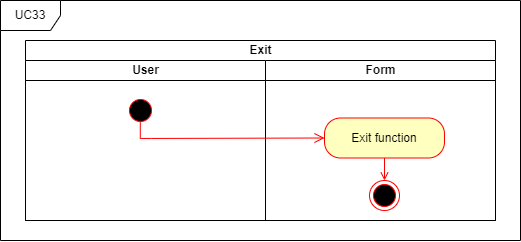 UC33
Exit
User
Form
Exit function